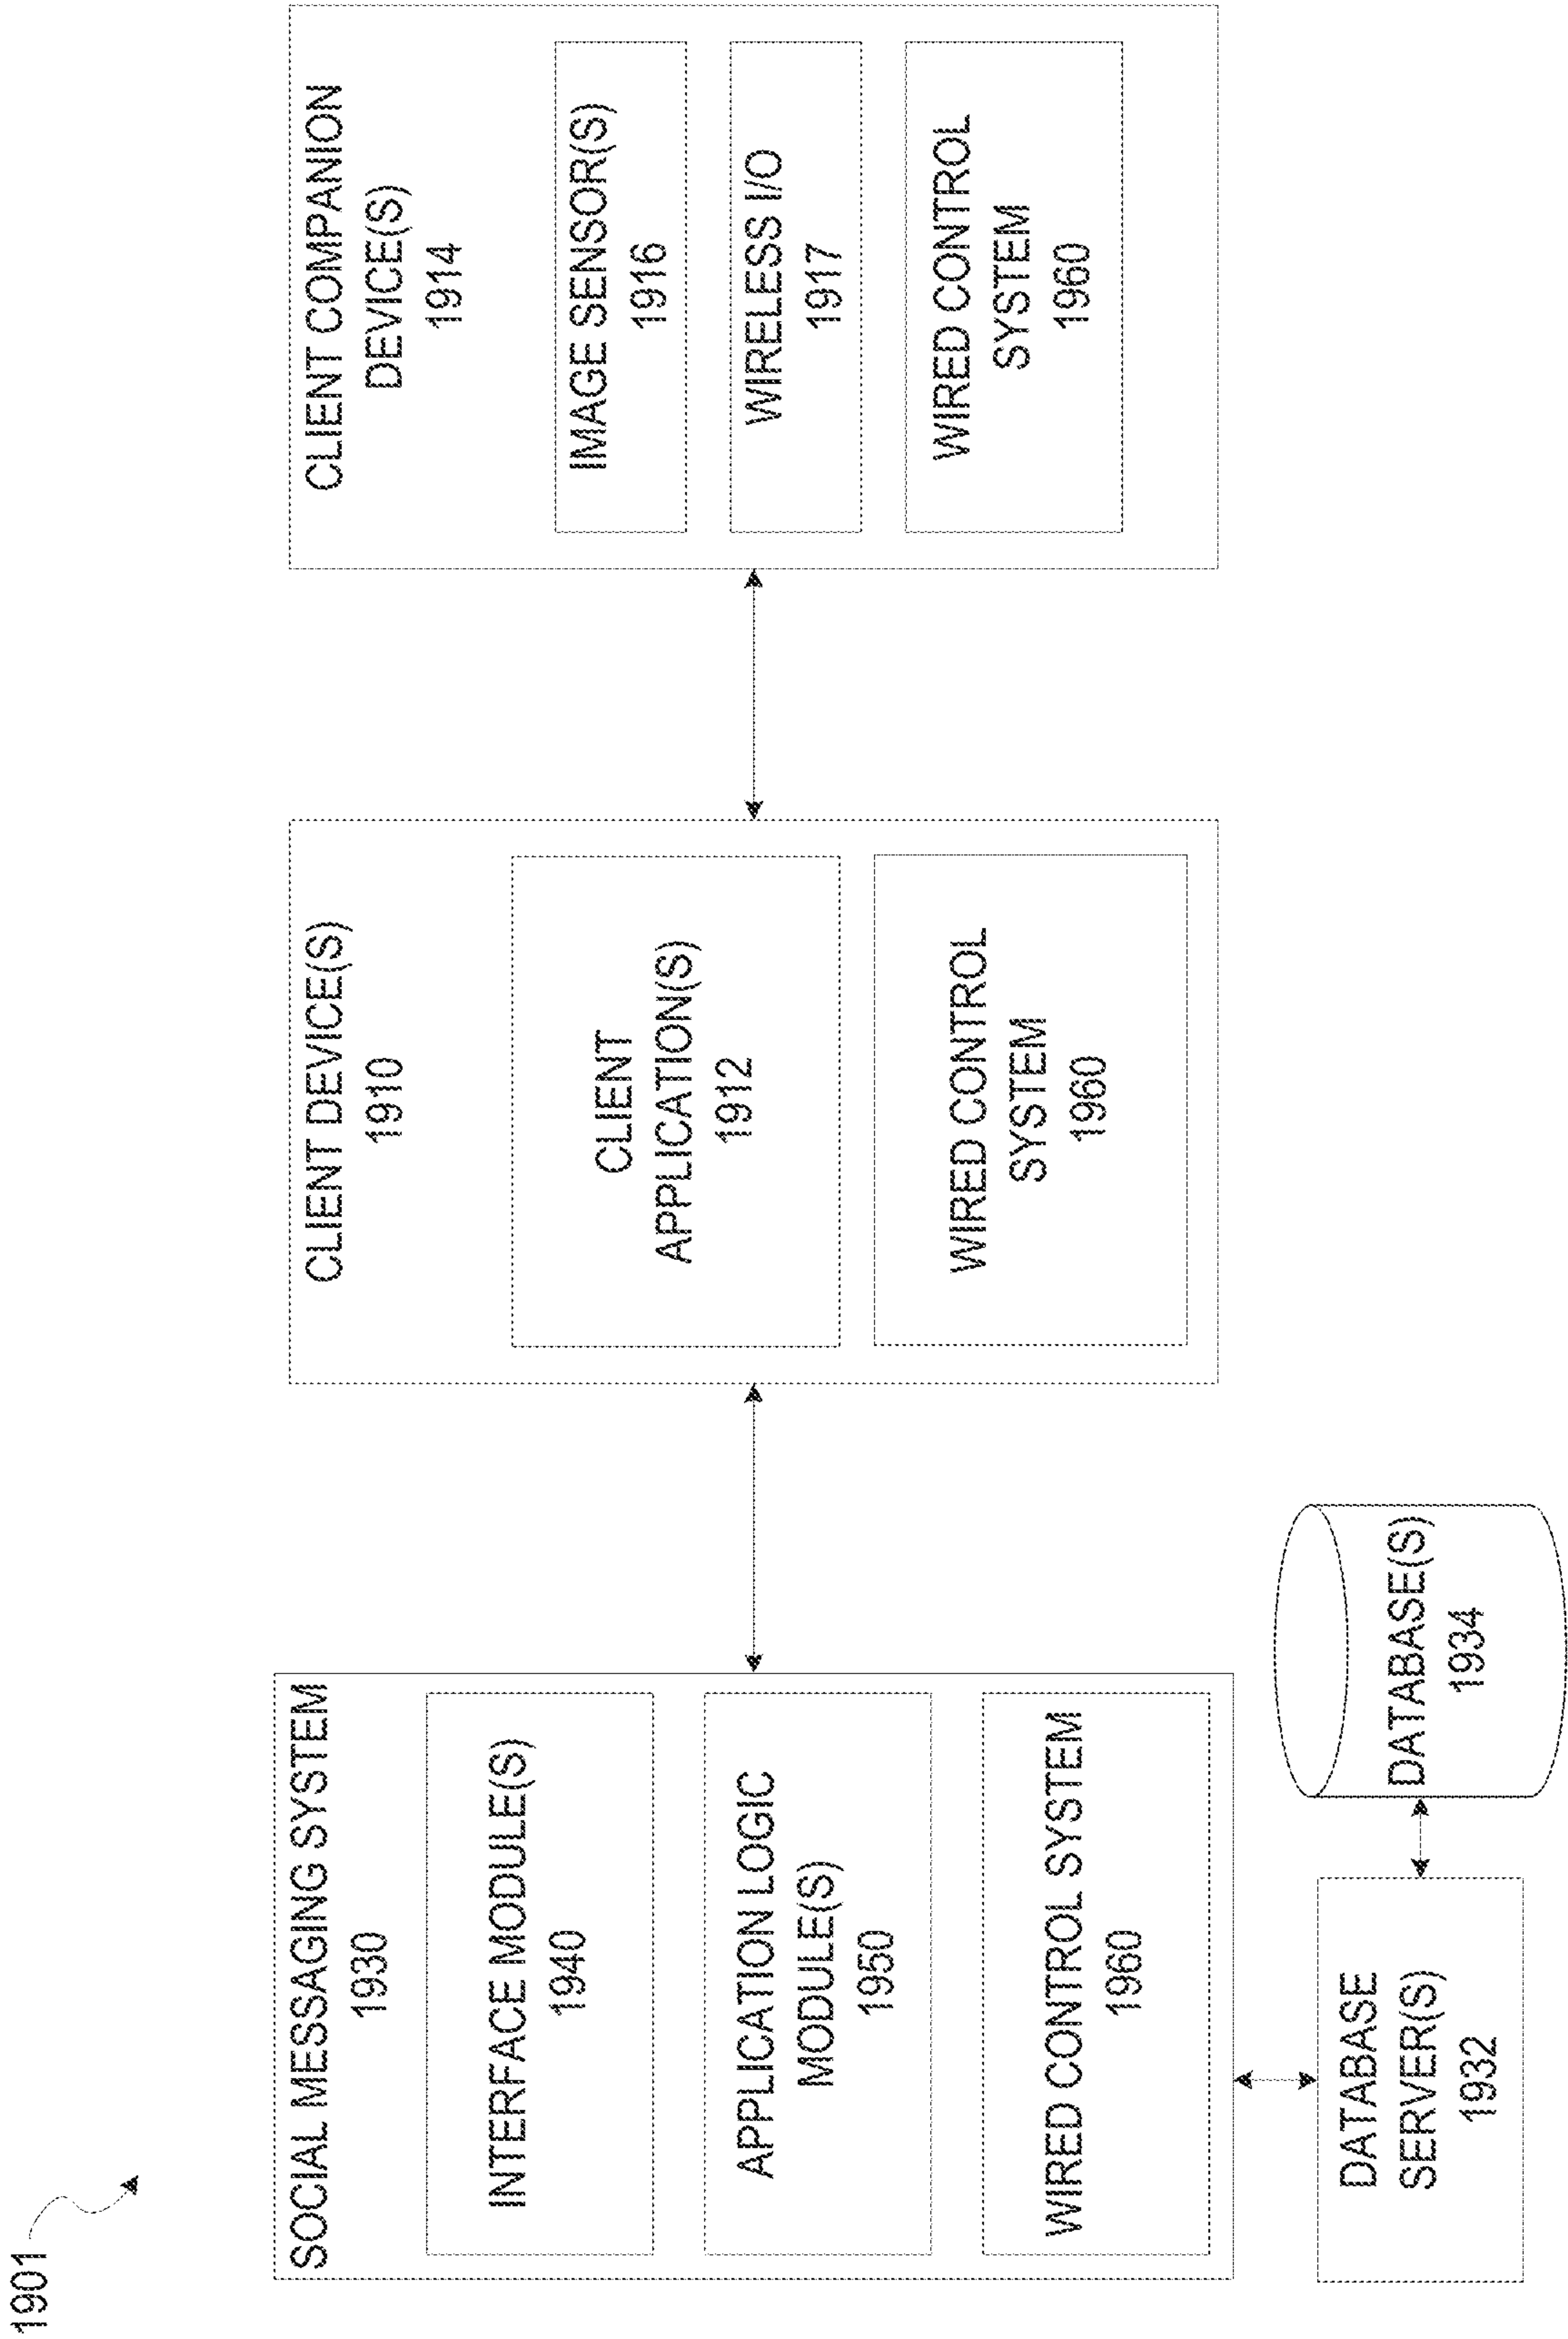 1901
SOCIAL MESSAGING SYSTEM
1930
INTERFACE MODULE(S)
1940
APPLICATION LOGIC
MODULE(S)
1950
WIRED CONTROL SYSTEM
1960
DATABASE
SERVER(S)
1932
DATABASE(S)
1934
CLIENT DEVICE(S)
1910
CLIENT
APPLICATION(S)
1912
WIRED CONTROL
SYSTEM
1960
CLIENT COMPANION
DEVICE(S)
1914
IMAGE SENSOR(S)
1916
WIRELESS I/O
1917
WIRED CONTROL
SYSTEM
1960